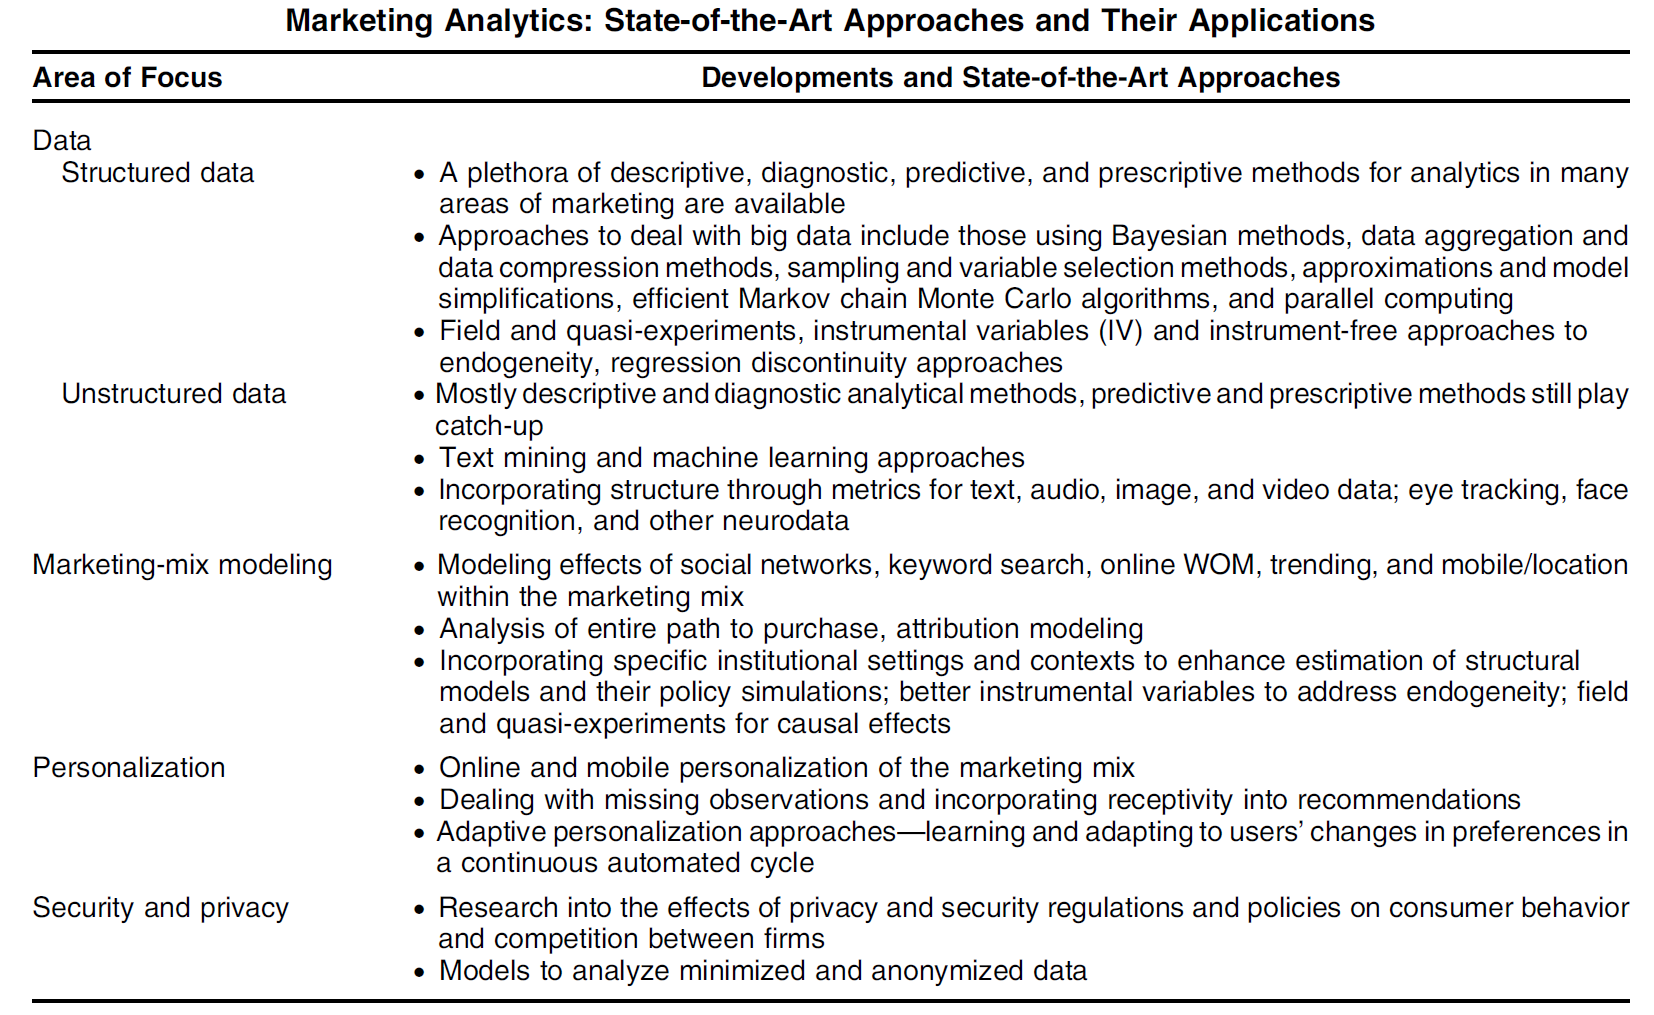 Marketing Analytics: State-of-the-Art Approaches and Their Applications
Area of Focus Developments and State-of-the-Art Approaches
Data
Structured data • A plethora of descriptive, diagnostic, predictive, and prescriptive methods for analytics in many
areas of marketing are available
• Approaches to deal with big data include those using Bayesian methods, data aggregation and
data compression methods, sampling and variable selection methods, approximations and model
simplifications, efficient Markov chain Monte Carlo algorithms, and parallel computing
• Field and quasi-experiments, instrumental variables (IV) and instrument-free approaches to
endogeneity, regression discontinuity approaches
Unstructured data • Mostly descriptive and diagnostic analytical methods, predictive and prescriptive methods still play
catch-up
• Text mining and machine learning approaches
• Incorporating structure through metrics for text, audio, image, and video data; eye tracking, face
recognition, and other neurodata
Marketing-mix modeling • Modeling effects of social networks, keyword search, online WOM, trending, and mobile/location
within the marketing mix
• Analysis of entire path to purchase, attribution modeling
• Incorporating specific institutional settings and contexts to enhance estimation of structural
models and their policy simulations; better instrumental variables to address endogeneity; field
and quasi-experiments for causal effects
Personalization • Online and mobile personalization of the marketing mix
• Dealing with missing observations and incorporating receptivity into recommendations
• Adaptive personalization approaches—learning and adapting to users’ changes in preferences in
a continuous automated cycle
Security and privacy • Research into the effects of privacy and security regulations and policies on consumer behavior
and competition between firms
• Models to analyze minimized and anonymized data